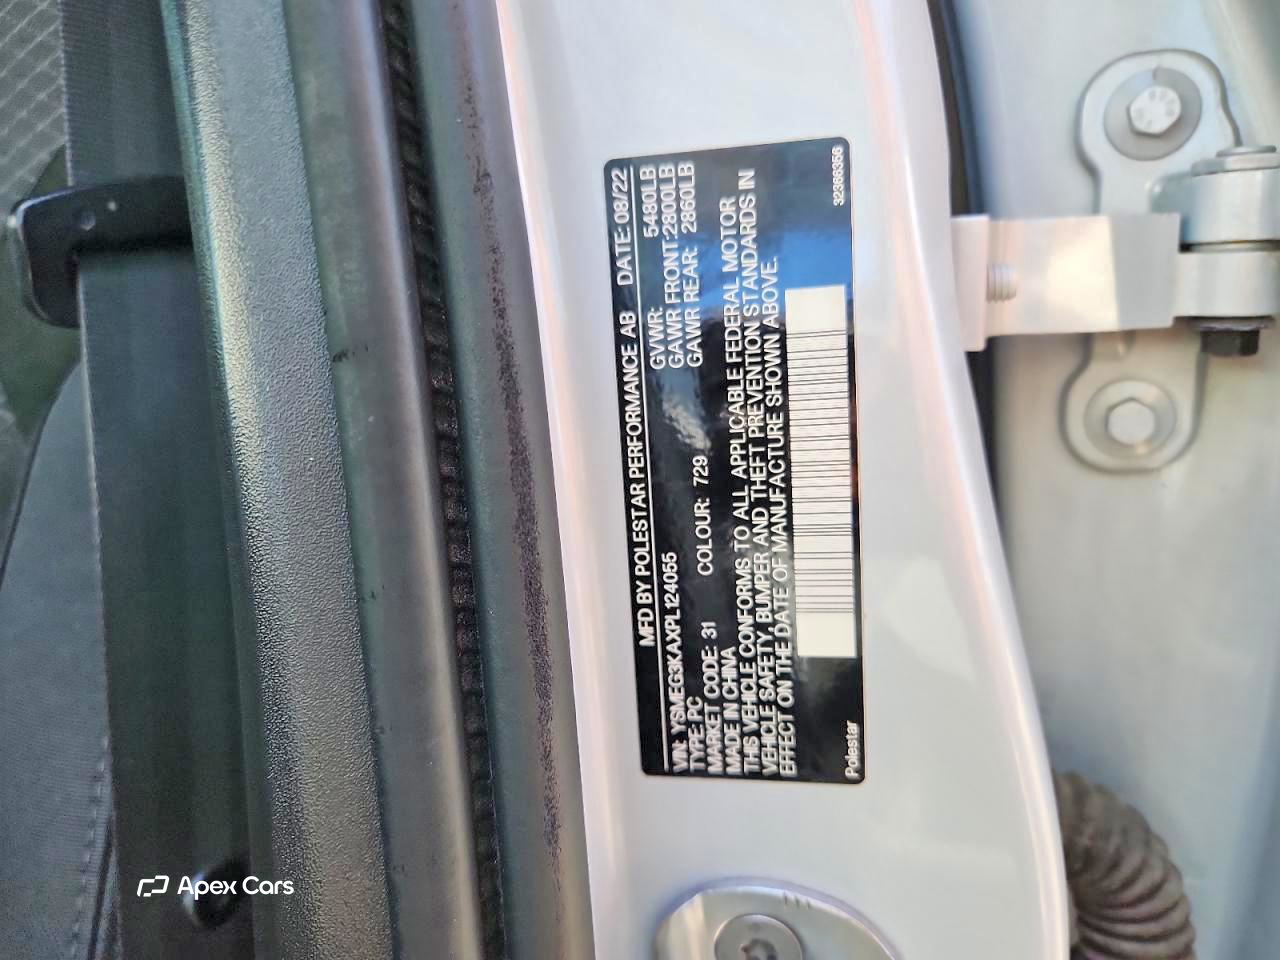 MFD BY POLESTAR PERFORMANCE AB DATE: 08/22
VIN: YSMEG3KAXPL124055 GVWR: 5480LB
TYPE: PC GAWR FRONT: 2800LB
MARKET CODE: 31 COLOUR: 729 GAWR REAR: 2860LB
MADE IN CHINA
THIS VEHICLE CONFORMS TO ALL APPLICABLE FEDERAL MOTOR
VEHICLE SAFETY, BUMPER AND THEFT PREVENTION STANDARDS IN
EFFECT ON THE DATE OF MANUFACTURE SHOWN ABOVE.
Polestar 32366356
Apex Cars